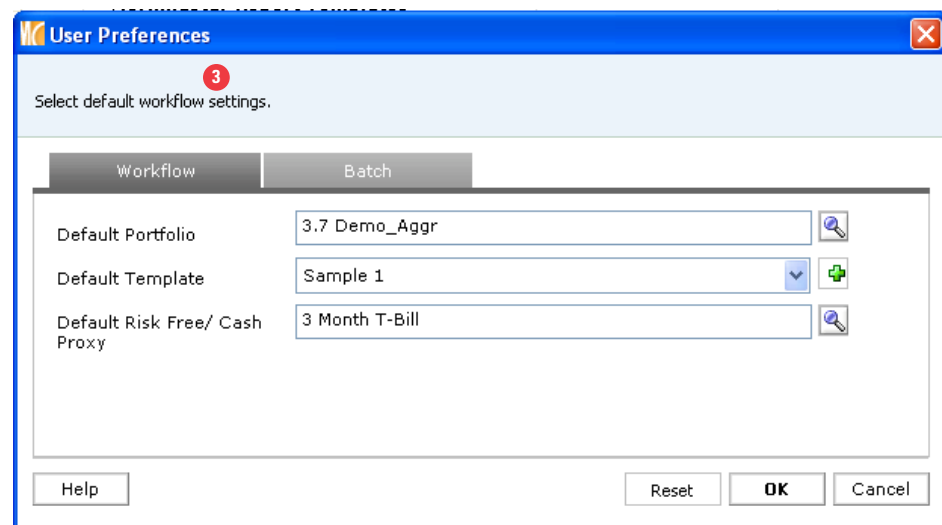 User Preferences
3
Select default workflow settings.
Workflow Batch
Default Portfolio 3.7 Demo_Aggr
Default Template Sample 1
Default Risk Free/ Cash 3 Month T-Bill
Proxy
Help Reset OK Cancel